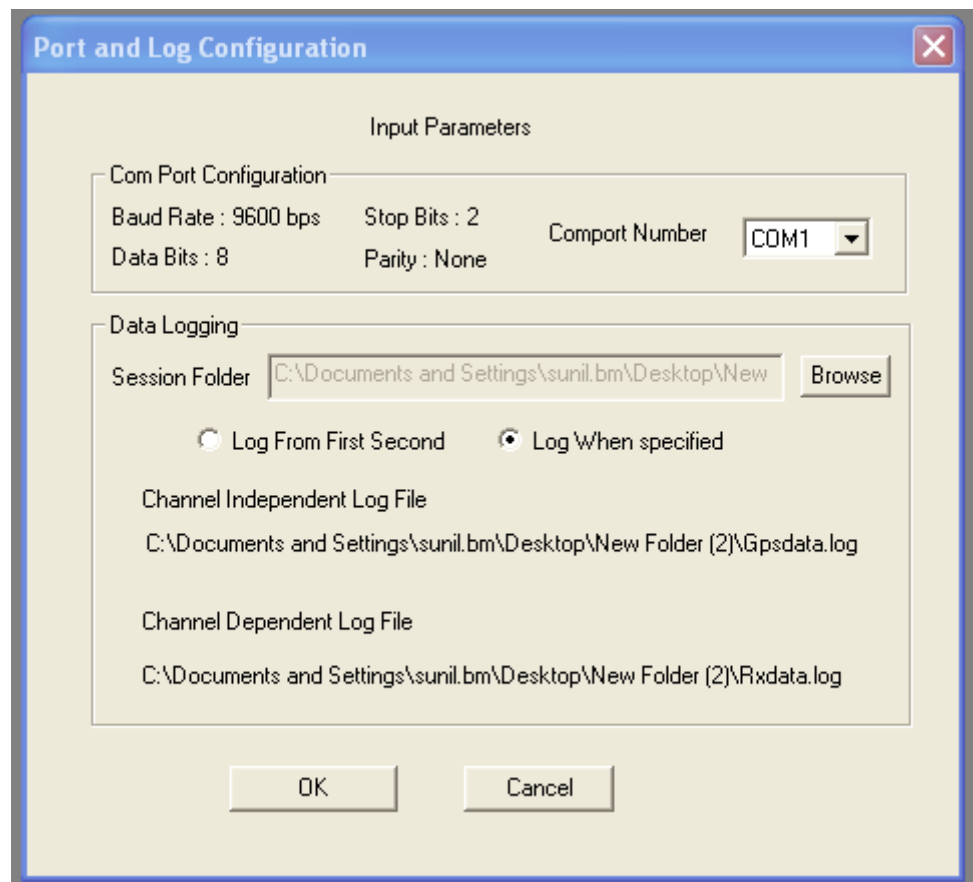 Port and Log Configuration
Input Parameters
Com Port Configuration
Baud Rate : 9600 bps
Stop Bits : 2
Comport Number
COM1
Data Bits : 8
Parity : None
Data Logging
Session Folder
C:\Documents and Settings\sunil.bm\Desktop\New
Browse
Log From First Second
Log When specified
Channel Independent Log File
C:\Documents and Settings\sunil.bm\Desktop\New Folder (2)\Gpsdata.log
Channel Dependent Log File
C:\Documents and Settings\sunil.bm\Desktop\New Folder (2)\Rxdata.log
OK
Cancel